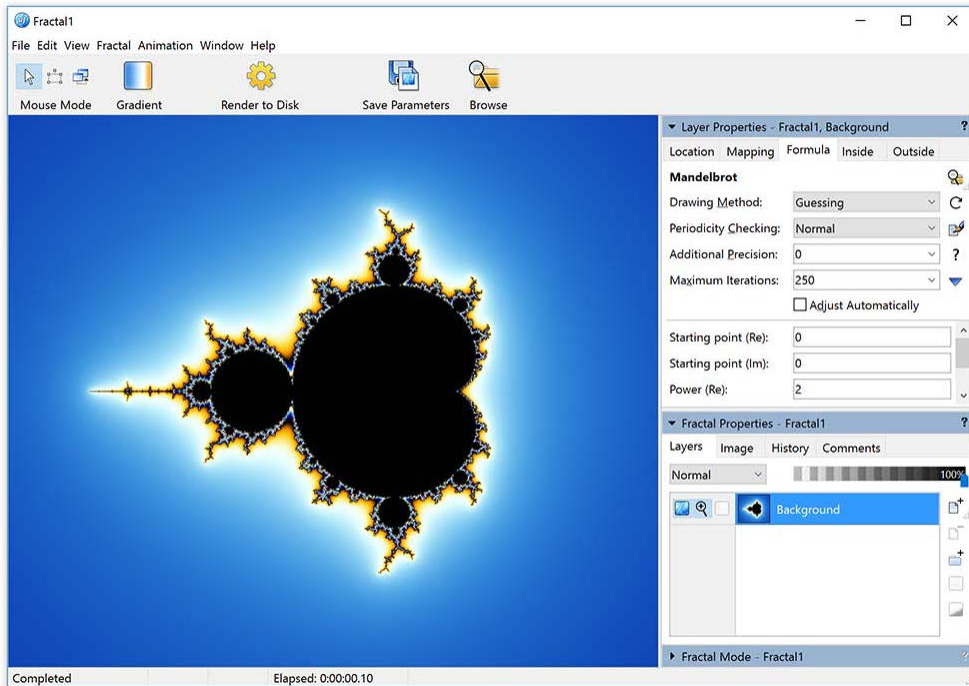 Fractal1
File Edit View Fractal Animation Window Help
Mouse Mode Gradient Render to Disk Save Parameters Browse
Layer Properties - Fractal1, Background ?
Location Mapping Formula Inside Outside
Mandelbrot
Drawing Method: Guessing
Periodicity Checking: Normal
Additional Precision: 0 ?
Maximum Iterations: 250
Adjust Automatically
Starting point (Re): 0
Starting point (Im): 0
Power (Re): 2
Fractal Properties - Fractal1 ?
Layers Image History Comments
Normal 100%
Background
Fractal Mode - Fractal1 ?
Completed Elapsed: 0:00:00.10